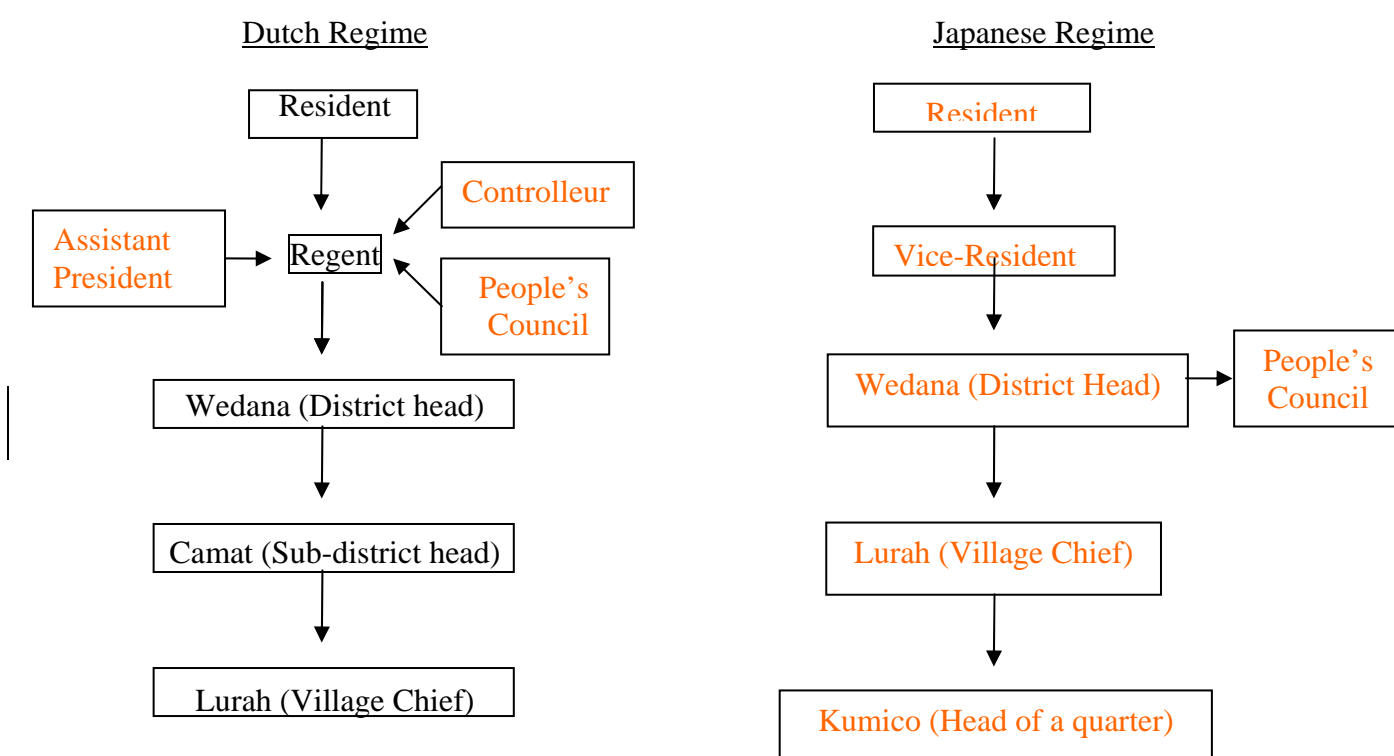 Dutch Regime
Resident
Controlleur
Assistant
President
Regent
People’s
Council
Wedana (District head)
Camat (Sub-district head)
Lurah (Village Chief)
Japanese Regime
Resident
Vice-Resident
Wedana (District Head)
People’s
Council
Lurah (Village Chief)
Kumico (Head of a quarter)